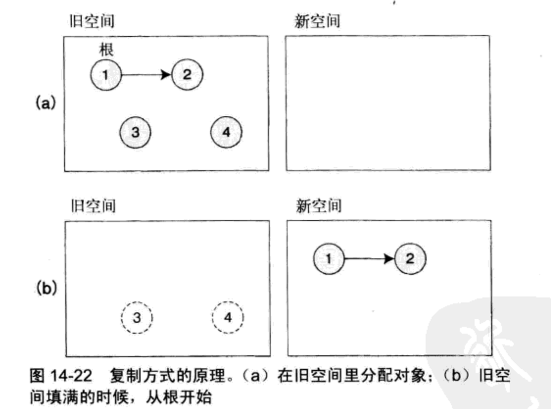 旧空间 新空间
根
1 2
(a)
3 4
旧空间 新空间
1 2
(b)
3 4
图 14-22 复制方式的原理。(a)在旧空间里分配对象；(b)旧空
间填满的时候，从根开始